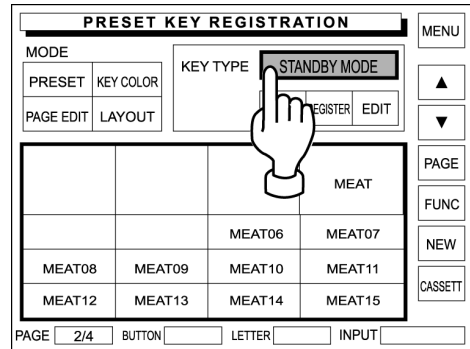 PRESET KEY REGISTRATION
MENU
MODE
PRESET KEY COLOR
PAGE EDIT LAYOUT
KEY TYPE STANDBY MODE
EDIT
▲
▼
PAGE
FUNC
NEW
CASSETT
MEAT
MEAT06 MEAT07
MEAT08 MEAT09 MEAT10 MEAT11
MEAT12 MEAT13 MEAT14 MEAT15
PAGE 2/4 BUTTON LETTER INPUT